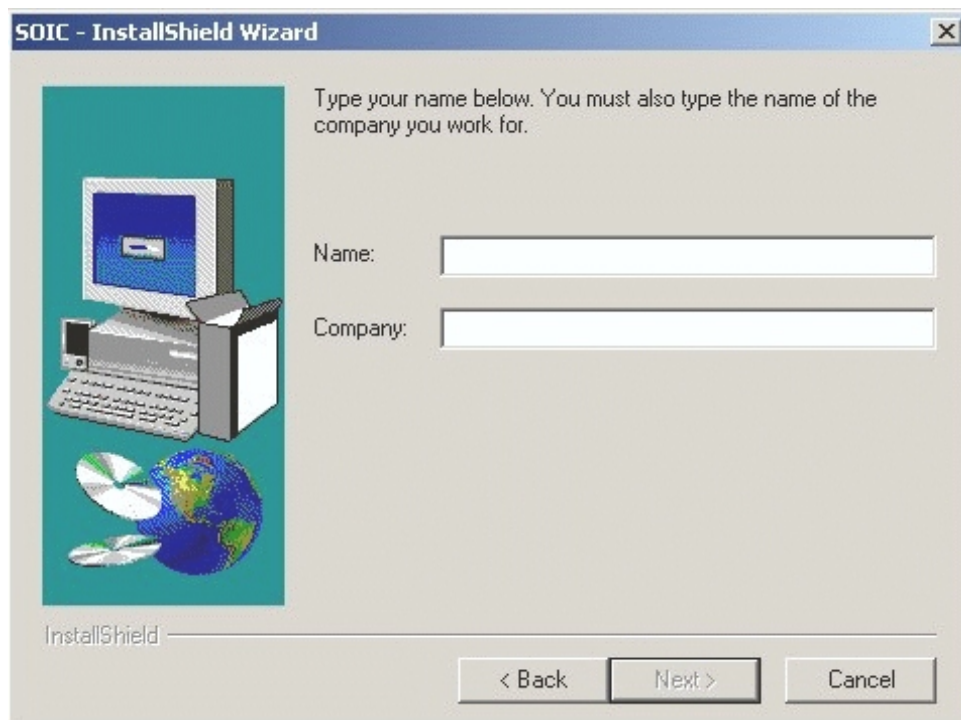 SOIC - InstallShield Wizard
Type your name below. You must also type the name of the
company you work for.
Name:
Company:
InstallShield
< Back
Next >
Cancel